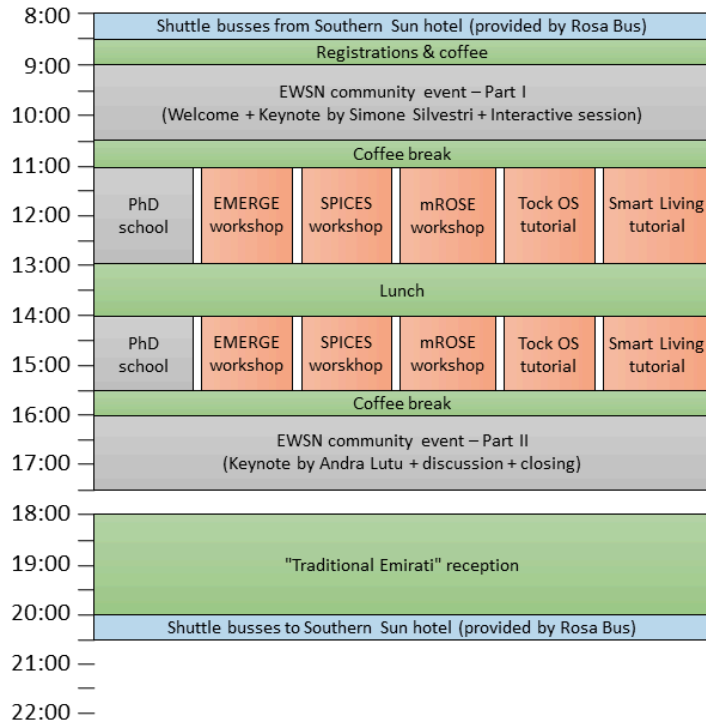 8:00
Shuttle busses from Southern Sun hotel (provided by Rosa Bus)
Registrations & coffee
9:00
EWSN community event – Part I
10:00
(Welcome + Keynote by Simone Silvestri + Interactive session)
Coffee break
11:00
PhD
school
EMERGE
workshop
SPICES
workshop
mROSE
workshop
Tock OS
tutorial
Smart Living
tutorial
12:00
13:00
Lunch
14:00
PhD
school
EMERGE
workshop
SPICES
worskhop
mROSE
workshop
Tock OS
tutorial
Smart Living
tutorial
15:00
Coffee break
16:00
EWSN community event – Part II
(Keynote by Andra Lutu + discussion + closing)
17:00
18:00
19:00
"Traditional Emirati" reception
20:00
Shuttle busses to Southern Sun hotel (provided by Rosa Bus)
21:00
22:00